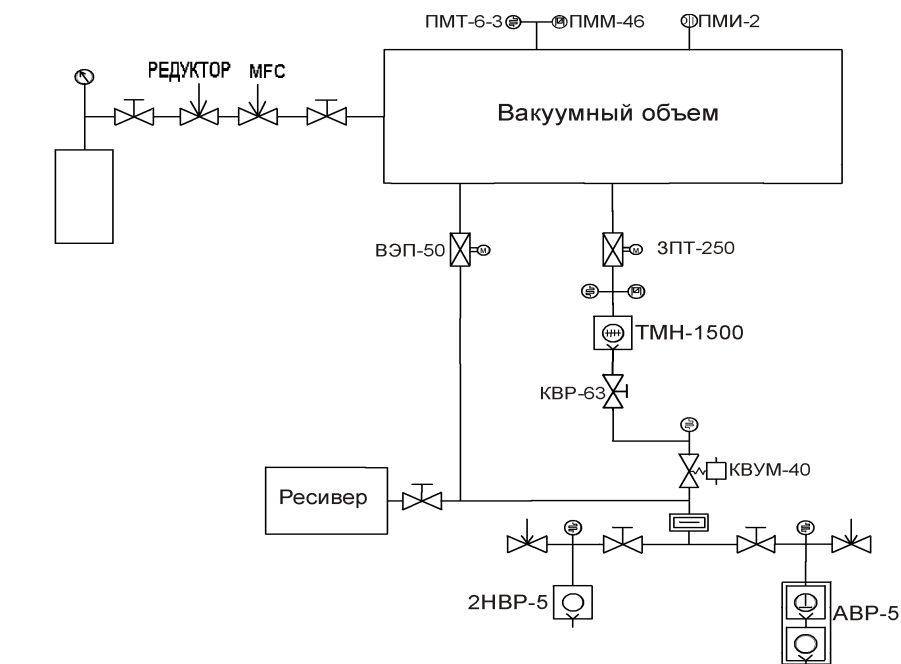 ПМТ-6-3
ПММ-46
ПМИ-2
РЕДУКТОР
MFC
Вакуумный объем
ВЭП-50
М
ЗПТ-250
М
ТМН-1500
КВР-63
КВУМ-40
Ресивер
2НВР-5
АВР-5